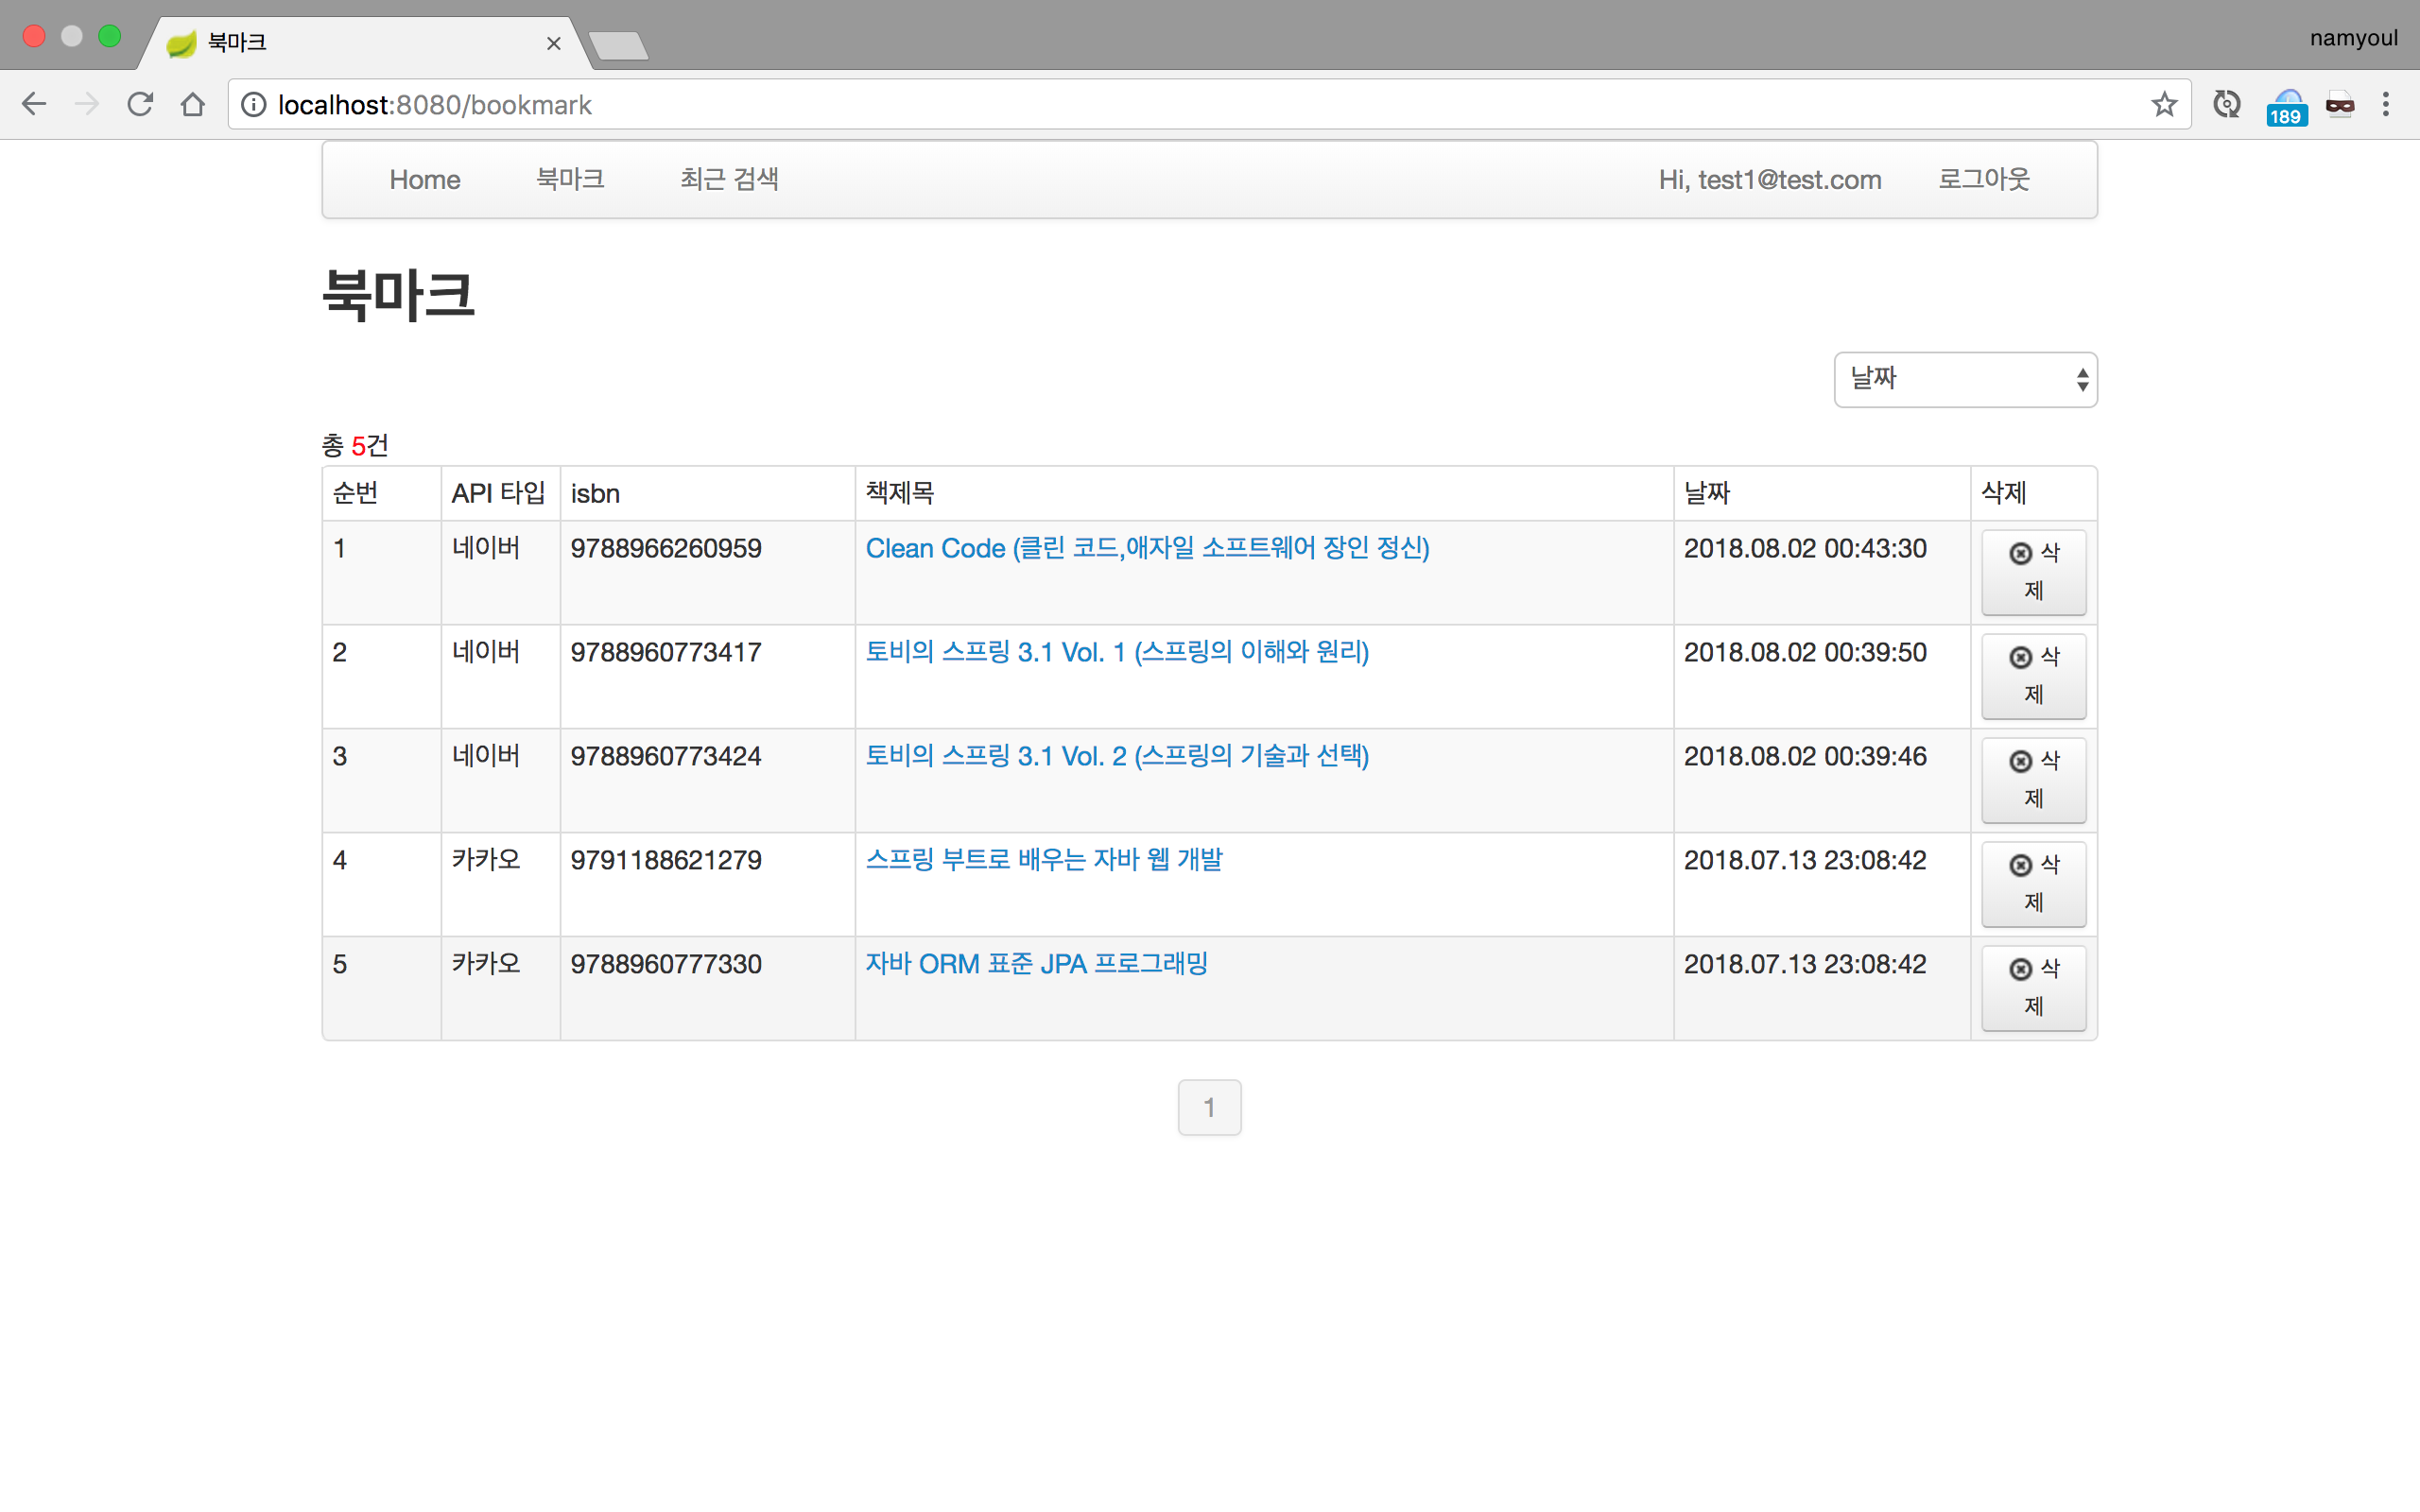 북마크
namyoul
localhost:8080/bookmark
189
Home 북마크 최근 검색 Hi, test1@test.com 로그아웃
북마크
날짜
총 5건
순번 API 타입 isbn 책제목 날짜 삭제
1 네이버 9788966260959 Clean Code (클린 코드,애자일 소프트웨어 장인 정신) 2018.08.02 00:43:30 삭
제
2 네이버 9788960773417 토비의 스프링 3.1 Vol. 1 (스프링의 이해와 원리) 2018.08.02 00:39:50 삭
제
3 네이버 9788960773424 토비의 스프링 3.1 Vol. 2 (스프링의 기술과 선택) 2018.08.02 00:39:46 삭
제
4 카카오 9791188621279 스프링 부트로 배우는 자바 웹 개발 2018.07.13 23:08:42 삭
제
5 카카오 9788960777330 자바 ORM 표준 JPA 프로그래밍 2018.07.13 23:08:42 삭
제
1